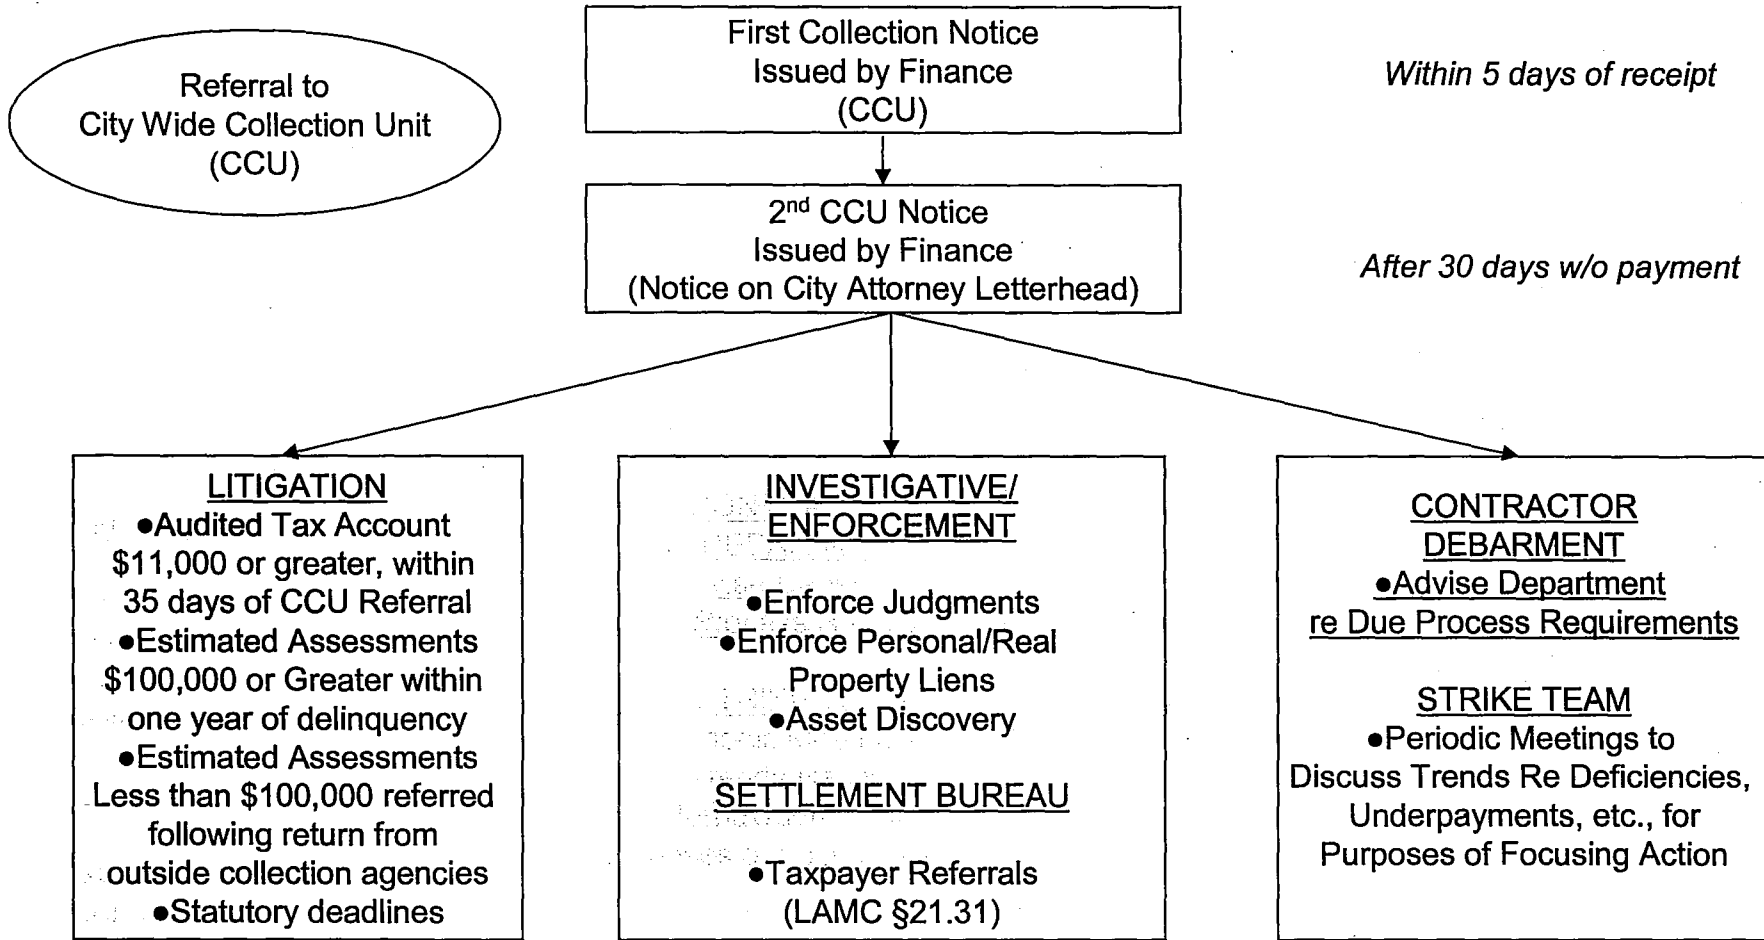 Referral to
City Wide Collection Unit
(CCU)
First Collection Notice
Issued by Finance
(CCU)
Within 5 days of receipt
2nd CCU Notice
Issued by Finance
(Notice on City Attorney Letterhead)
After 30 days w/o payment
LITIGATION
●Audited Tax Account
$11,000 or greater, within
35 days of CCU Referral
●Estimated Assessments
$100,000 or Greater within
one year of delinquency
●Estimated Assessments
Less than $100,000 referred
following return from
outside collection agencies
●Statutory deadlines
INVESTIGATIVE/
ENFORCEMENT
●Enforce Judgments
●Enforce Personal/Real
Property Liens
●Asset Discovery
SETTLEMENT BUREAU
●Taxpayer Referrals
(LAMC §21.31)
CONTRACTOR
DEBARMENT
●Advise Department
re Due Process Requirements
STRIKE TEAM
●Periodic Meetings to
Discuss Trends Re Deficiencies,
Underpayments, etc., for
Purposes of Focusing Action